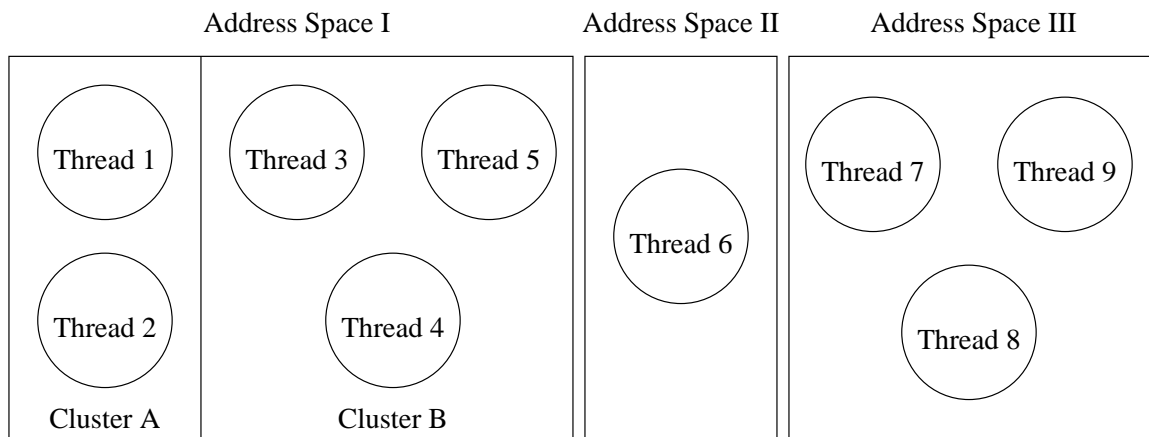 Address Space I
Address Space II
Address Space III
Thread 1
Thread 3
Thread 5
Thread 7
Thread 9
Thread 6
Thread 2
Thread 4
Thread 8
Cluster A
Cluster B